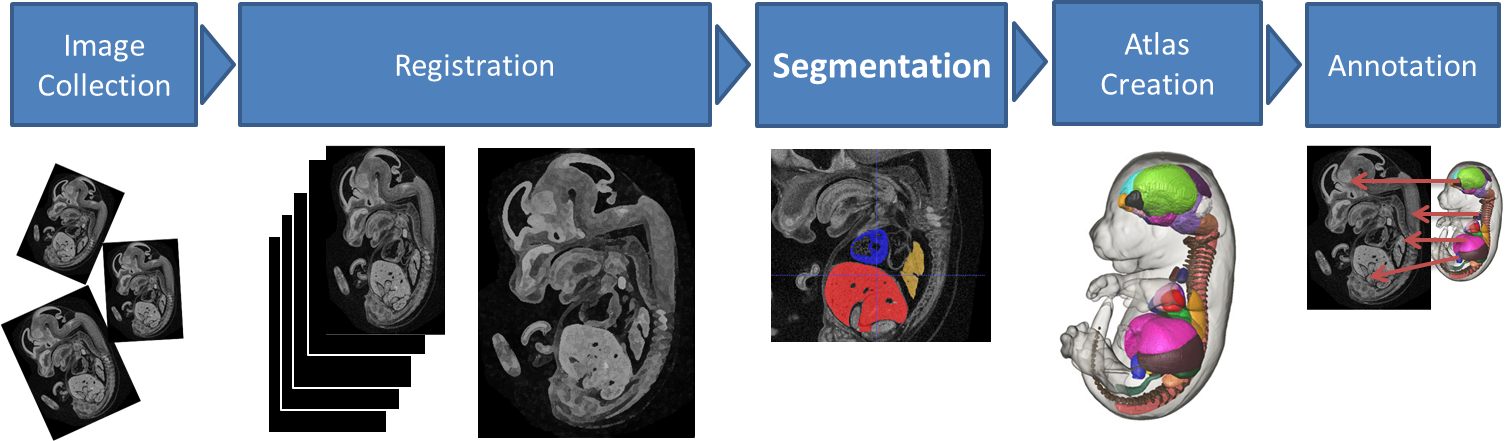 Image
Collection
Registration
Segmentation
Atlas
Creation
Annotation